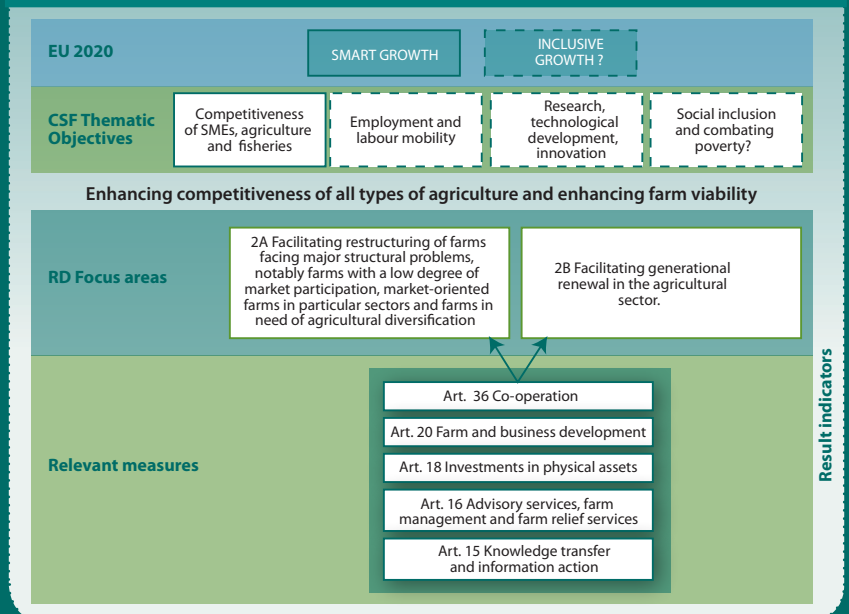 EU 2020
SMART GROWTH
INCLUSIVE
GROWTH ?
CSF Thematic
Objectives
Competitiveness
of SMEs, agriculture
and fisheries
Employment and
labour mobility
Research,
technological
development,
innovation
Social inclusion
and combating
poverty?
Enhancing competitiveness of all types of agriculture and enhancing farm viability
RD Focus areas
2A Facilitating restructuring of farms
facing major structural problems,
notably farms with a low degree of
market participation, market-oriented
farms in particular sectors and farms in
need of agricultural diversification
2B Facilitating generational
renewal in the agricultural
sector.
Relevant measures
Art. 36 Co-operation
Art. 20 Farm and business development
Art. 18 Investments in physical assets
Art. 16 Advisory services, farm
management and farm relief services
Art. 15 Knowledge transfer
and information action
Result indicators